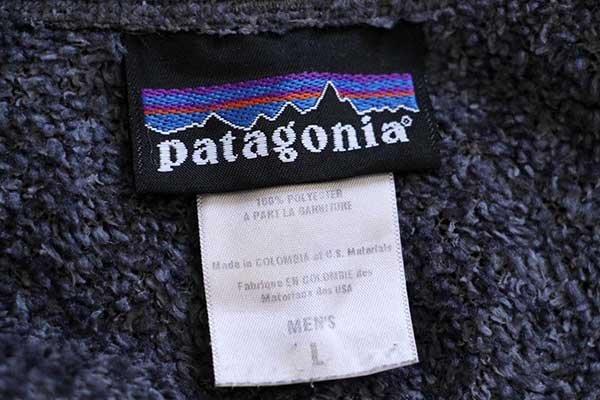 patagonia®
100% POLYESTER
À PART LA GARNITURE
Made in COLOMBIA of U.S. Materials
Fabrique EN COLOMBIE des
Materiaux des USA
MEN'S
L